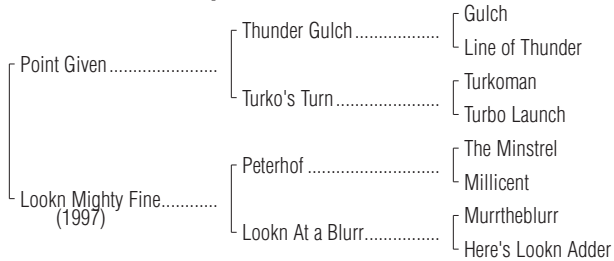 Gulch
Thunder Gulch..................
Line of Thunder
Point Given.......................
Turkoman
Turko's Turn......................
Turbo Launch
The Minstrel
Peterhof ............................
Millicent
Lookn Mighty Fine............
(1997)
Murrtheblurr
Lookn At a Blurr................
Here's Lookn Adder